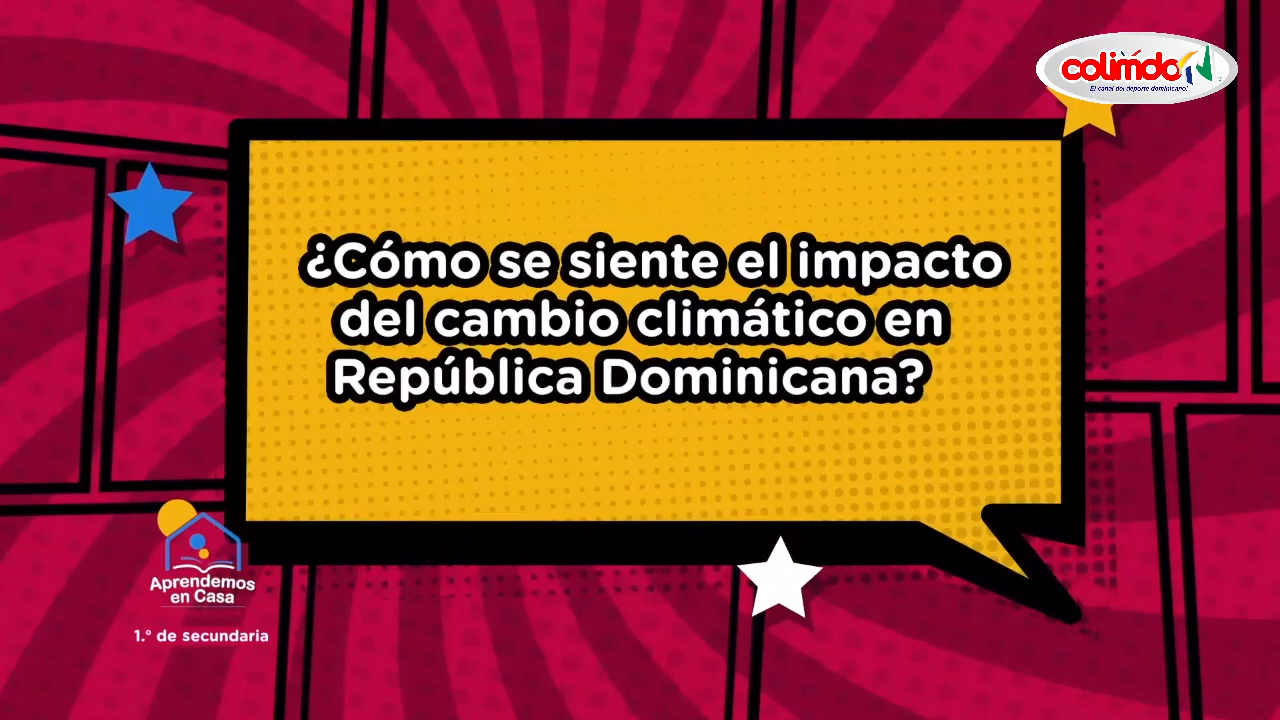 colimdo
El canal del deporte dominicano!
¿Cómo se siente el impacto
del cambio climático en
República Dominicana?
Aprendemos
en Casa
1.° de secundaria